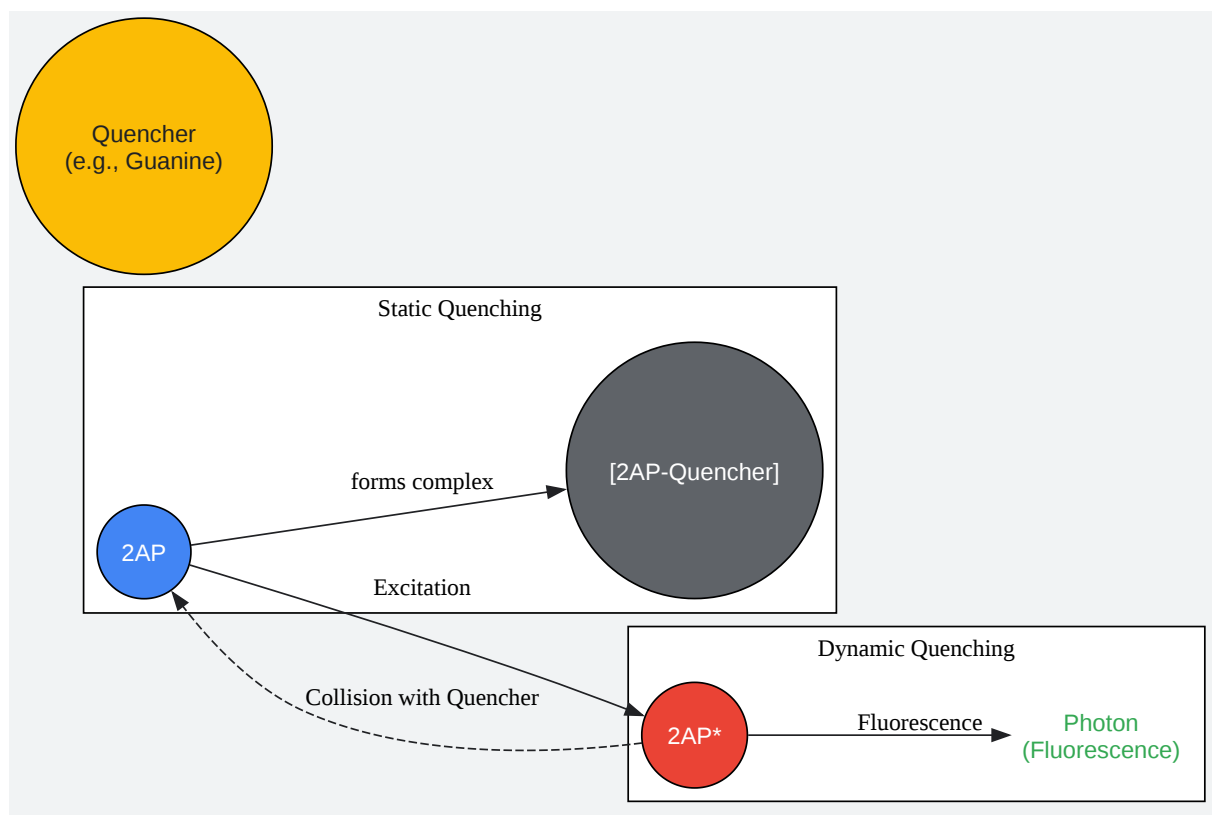 Quencher
(e.g., Guanine)
Static Quenching
[2AP-Quencher]
forms complex
2AP
Excitation
Dynamic Quenching
Collision with Quencher
2AP*
Fluorescence
Photon
(Fluorescence)